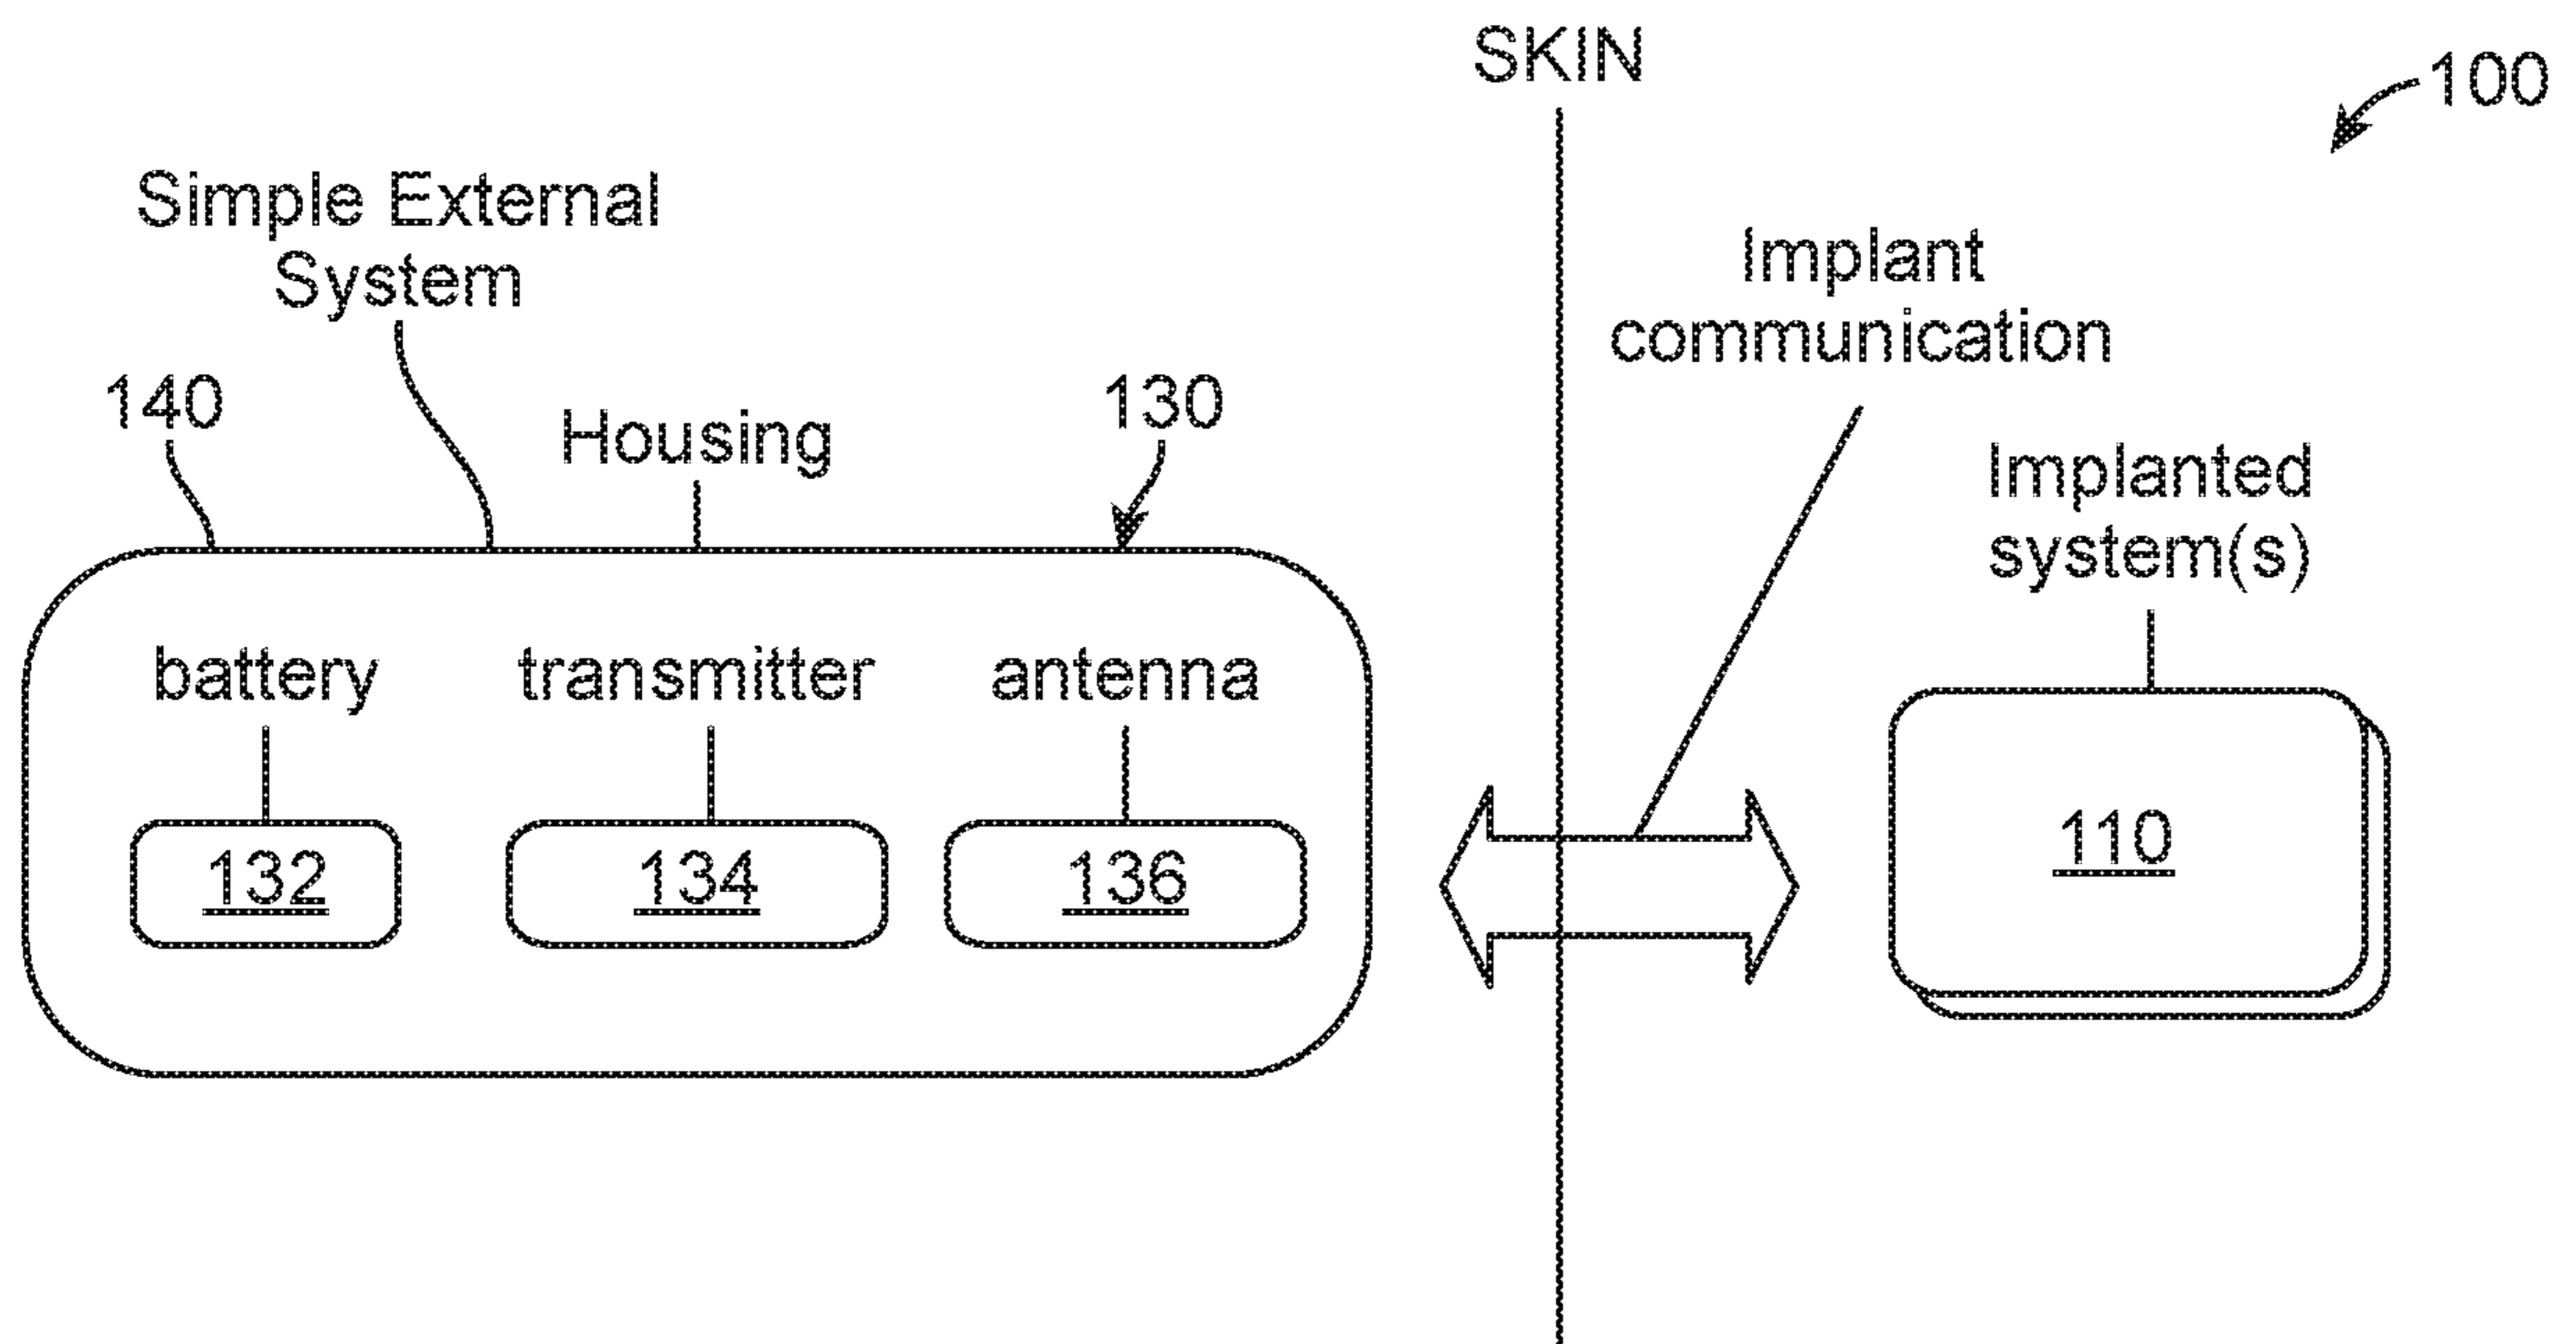 SKIN
100
Simple External
System
Implant
communication
140
Housing
130
Implanted
system(s)
battery
transmitter
antenna
132
134
136
110